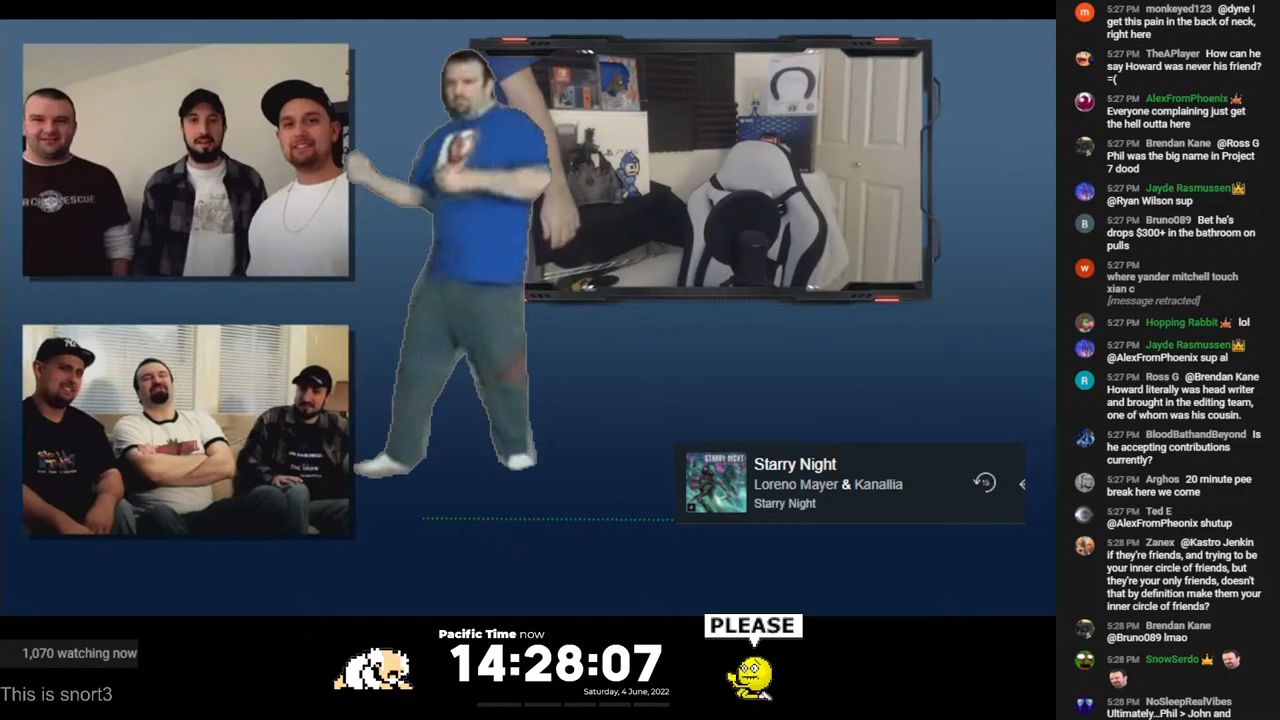 5:27 PM monkeyed123 @dyne I
get this pain in the back of neck,
right here
5:27 PM TheAPlayer How can he
say Howard was never his friend?
=(
5:27 PM AlexFromPhoenix
Everyone complaining just get
the hell outta here
5:27 PM Brendan Kane @Ross G
Phil was the big name in Project
7 dood
5:27 PM Jayde Rasmussen
@Ryan Wilson sup
5:27 PM Bruno089 Bet he's
drops $300+ in the bathroom on
pulls
5:27 PM
where yander mitchell touch
xian c
[message retracted]
5:27 PM Hopping Rabbit lol
5:27 PM Jayde Rasmussen
@AlexFromPhoenix sup al
5:27 PM Ross G @Brendan Kane
Howard literally was head writer
and brought in the editing team,
one of whom was his cousin.
5:27 PM BloodBathandBeyond Is
he accepting contributions
currently?
5:27 PM Arghos 20 minute pee
break here we come
5:27 PM Ted E
@AlexFromPheonix shutup
5:28 PM Zanex @Kastro Jenkin
if they're friends, and trying to be
your inner circle of friends, but
they're your only friends, doesn't
that by definition make them your
inner circle of friends?
5:28 PM Brendan Kane
@Bruno089 lmao
5:28 PM SnowSerdo
5:28 PM NoSleepRealVibes
Ultimately...Phil > John and
STARRY NIGHT
Starry Night
Loreno Mayer & Kanallia
Starry Night
15
PLEASE
Pacific Time now
14:28:07
Saturday, 4 June, 2022
1,070 watching now
This is snort3